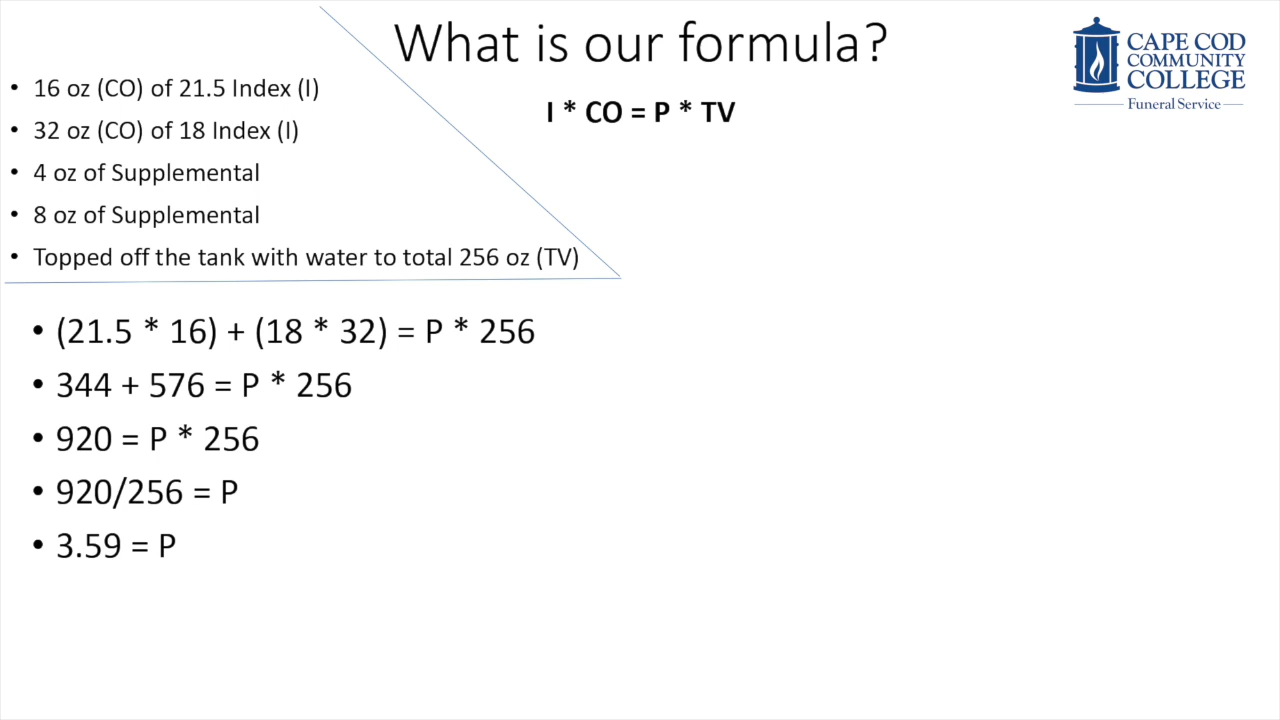 What is our formula?
I * CO = P * TV
CAPE COD
COMMUNITY
COLLEGE
Funeral Service
• 16 oz (CO) of 21.5 Index (I)
• 32 oz (CO) of 18 Index (I)
• 4 oz of Supplemental
• 8 oz of Supplemental
• Topped off the tank with water to total 256 oz (TV)
• (21.5 * 16) + (18 * 32) = P * 256
• 344 + 576 = P * 256
• 920 = P * 256
• 920/256 = P
• 3.59 = P